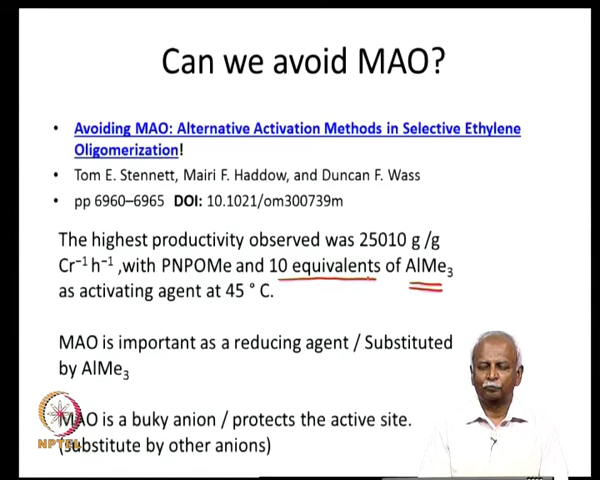 Can we avoid MAO?
• Avoiding MAO: Alternative Activation Methods in Selective Ethylene
Oligomerization!
• Tom E. Stennett, Mairi F. Haddow, and Duncan F. Wass
• pp 6960–6965 DOI: 10.1021/om300739m
The highest productivity observed was 25010 g /g
Cr⁻¹ h⁻¹ ,with PNPOMe and 10 equivalents of AlMe₃
as activating agent at 45 ° C.
MAO is important as a reducing agent / Substituted
by AlMe₃
MAO is a buky anion / protects the active site.
(substitute by other anions)
NPTEL